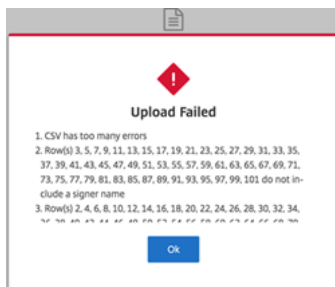 Upload Failed
1. CSV has too many errors
2. Row(s) 3, 5, 7, 9, 11, 13, 15, 17, 19, 21, 23, 25, 27, 29, 31, 33, 35,
37, 39, 41, 43, 45, 47, 49, 51, 53, 55, 57, 59, 61, 63, 65, 67, 69, 71,
73, 75, 77, 79, 81, 83, 85, 87, 89, 91, 93, 95, 97, 99, 101 do not in-
clude a signer name
3. Row(s) 2, 4, 6, 8, 10, 12, 14, 16, 18, 20, 22, 24, 26, 28, 30, 32, 34,
Ok